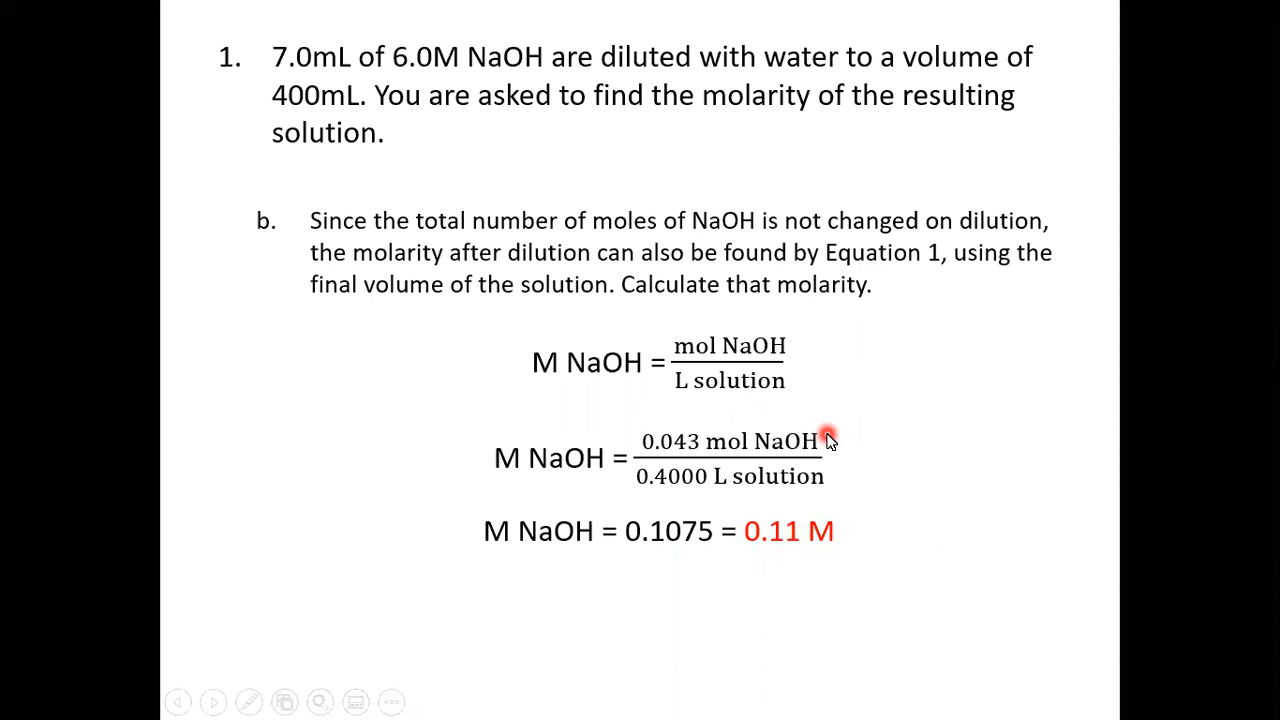 1. 7.0mL of 6.0M NaOH are diluted with water to a volume of
400mL. You are asked to find the molarity of the resulting
solution.
b. Since the total number of moles of NaOH is not changed on dilution,
the molarity after dilution can also be found by Equation 1, using the
final volume of the solution. Calculate that molarity.
mol NaOH
M NaOH =
L solution
0.043 mol NaOH
M NaOH =
0.4000 L solution
M NaOH = 0.1075 = 0.11 M